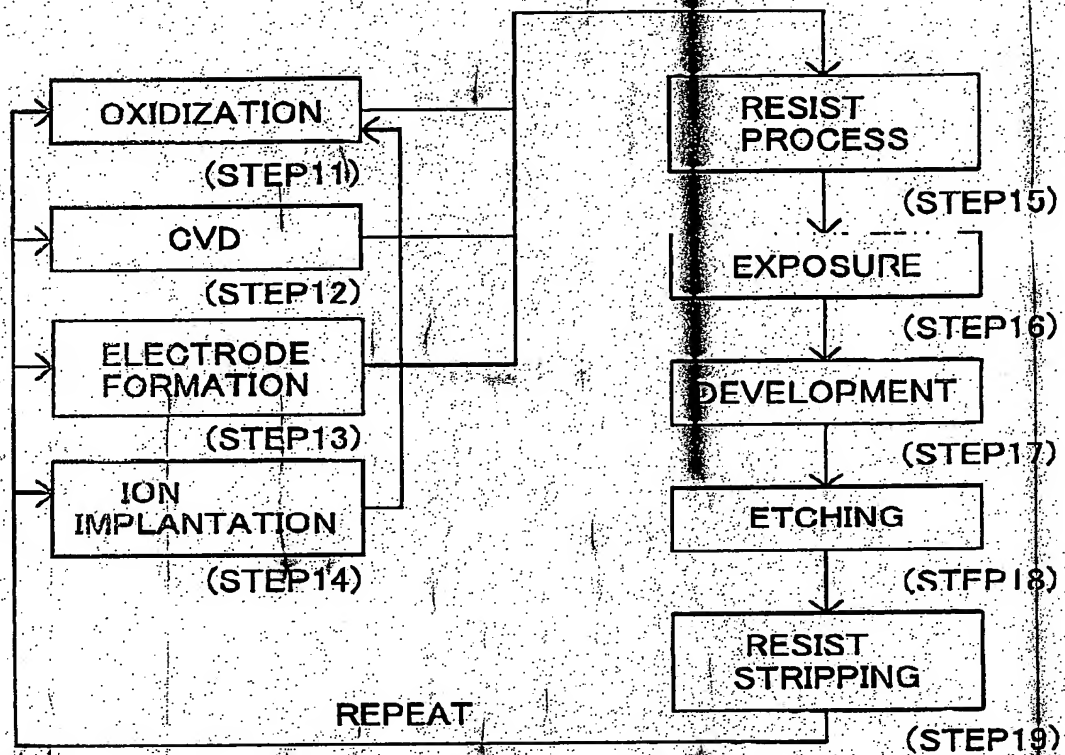 OXIDIZATION
(STEP11)
CVD
(STEP12)
ELECTRODE
FORMATION
(STEP13)
ION
IMPLANTATION
(STEP14)
RESIST
PROCESS
(STEP15)
EXPOSURE
(STEP16)
DEVELOPMENT
(STEP17)
ETCHING
(STEP18)
RESIST
STRIPPING
(STEP19)
REPEAT